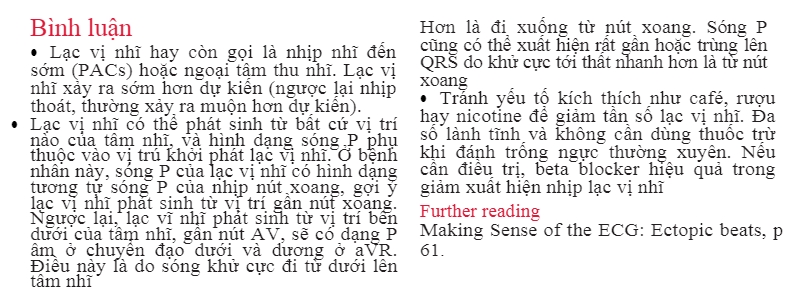 Bình luận
• Lạc vị nhĩ hay còn gọi là nhịp nhĩ đến
sớm (PACs) hoặc ngoại tâm thu nhĩ. Lạc vị
nhĩ xảy ra sớm hơn dự kiến (ngược lại nhịp
thoát, thường xảy ra muộn hơn dự kiến).
• Lạc vị nhĩ có thể phát sinh từ bất cứ vị trí
nào của tâm nhĩ, và hình dạng sóng P phụ
thuộc vào vị trú khởi phát lạc vị nhĩ. Ở bệnh
nhân này, sóng P của lạc vị nhĩ có hình dạng
tương tự sóng P của nhịp nút xoang, gợi ý
lạc vị nhĩ phát sinh từ vị trí gần nút xoang.
Ngược lại, lạc vĩ nhĩ phát sinh từ vị trí bên
dưới của tâm nhĩ, gần nút AV, sẽ có dạng P
âm ở chuyển đạo dưới và dương ở aVR.
Điều này là do sóng khử cực đi từ dưới lên
tâm nhĩ
Hơn là đi xuống từ nút xoang. Sóng P
cũng có thể xuất hiện rất gần hoặc trùng lên
QRS do khử cực tới thất nhanh hơn là từ nút
xoang
• Tránh yếu tố kích thích như café, rượu
hay nicotine để giảm tần số lạc vị nhĩ. Đa
số lành tĩnh và không cần dùng thuốc trừ
khi đánh trống ngực thường xuyên. Nếu
cần điều trị, beta blocker hiệu quả trong
giảm xuất hiện nhịp lạc vị nhĩ
Further reading
Making Sense of the ECG: Ectopic beats, p
61.